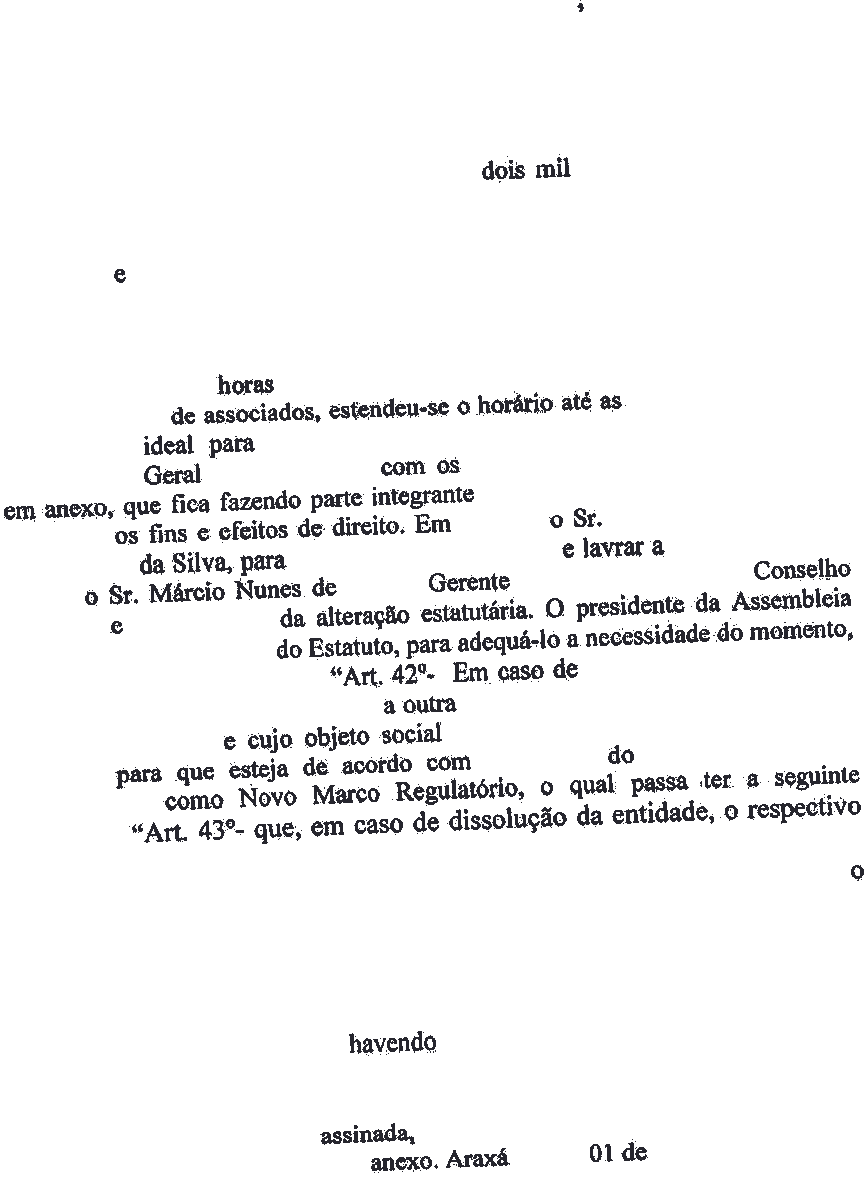 ,
dois mil
e
horas
de associados, estendeu-se o horário até as
ideal para
Geral com os
em anexo, que fica fazendo parte integrante
os fins e efeitos de direito. Em o Sr.
da Silva, para e lavrar a
o Sr. Márcio Nunes de Gerente Conselho
e da alteração estatutária. O presidente da Assembleia
do Estatuto, para adequá-lo a necessidade do momento,
“Art. 42º- Em caso de
a outra
e cujo objeto social
para que esteja de acordo com do
como Novo Marco Regulatório, o qual passa ter a seguinte
“Art. 43º- que, em caso de dissolução da entidade, o respectivo
o
havendo
assinada,
anexo. Araxá 01 de